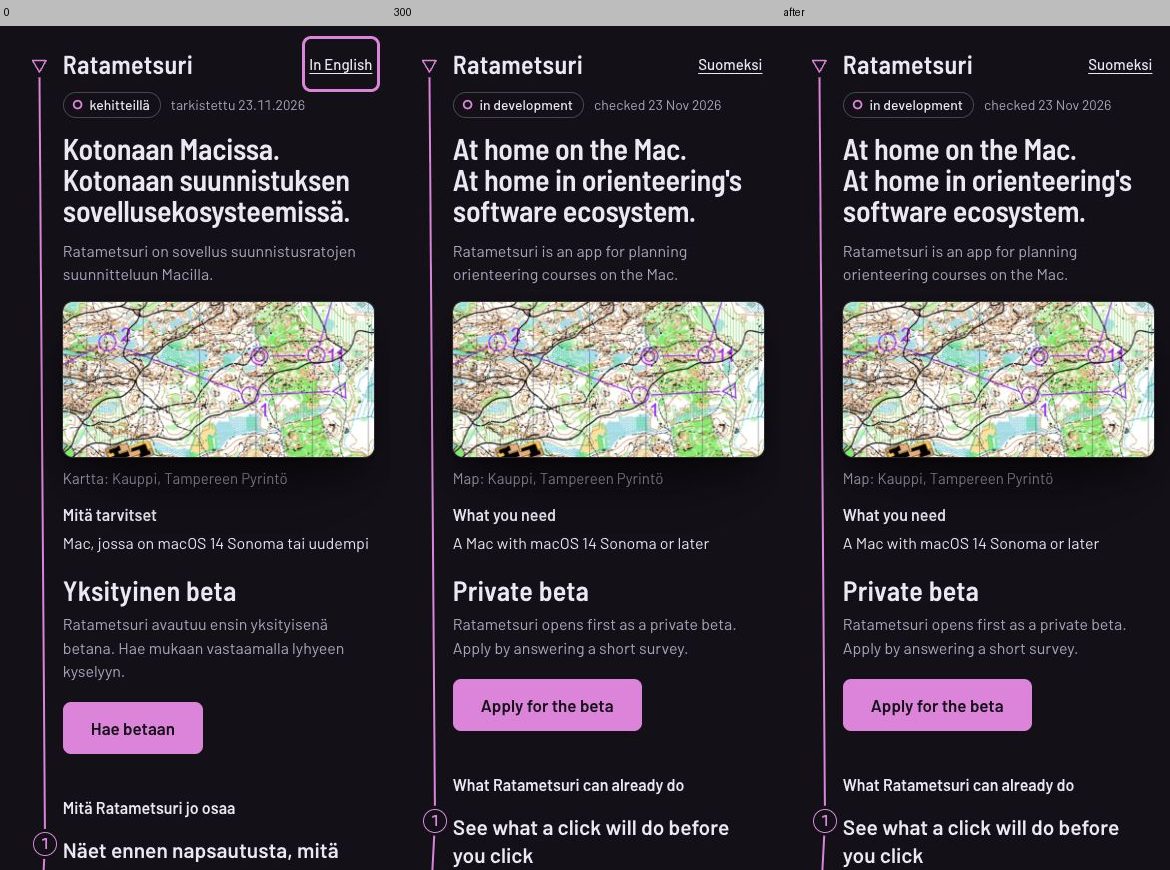 0
300
after
Ratametsuri
In English
kehitteillä
tarkistettu 23.11.2026
Kotonaan Macissa.
Kotonaan suunnistuksen
sovellusekosysteemissä.
Ratametsuri on sovellus suunnistusratojen
suunnitteluun Macilla.
2
11
1
Kartta: Kauppi, Tampereen Pyrintö
Mitä tarvitset
Mac, jossa on macOS 14 Sonoma tai uudempi
Yksityinen beta
Ratametsuri avautuu ensin yksityisenä
betana. Hae mukaan vastaamalla lyhyeen
kyselyyn.
Hae betaan
Mitä Ratametsuri jo osaa
1
Näet ennen napsautusta, mitä
Ratametsuri
Suomeksi
in development
checked 23 Nov 2026
At home on the Mac.
At home in orienteering's
software ecosystem.
Ratametsuri is an app for planning
orienteering courses on the Mac.
2
11
1
Map: Kauppi, Tampereen Pyrintö
What you need
A Mac with macOS 14 Sonoma or later
Private beta
Ratametsuri opens first as a private beta.
Apply by answering a short survey.
Apply for the beta
What Ratametsuri can already do
1
See what a click will do before
you click
Ratametsuri
Suomeksi
in development
checked 23 Nov 2026
At home on the Mac.
At home in orienteering's
software ecosystem.
Ratametsuri is an app for planning
orienteering courses on the Mac.
2
11
1
Map: Kauppi, Tampereen Pyrintö
What you need
A Mac with macOS 14 Sonoma or later
Private beta
Ratametsuri opens first as a private beta.
Apply by answering a short survey.
Apply for the beta
What Ratametsuri can already do
1
See what a click will do before
you click